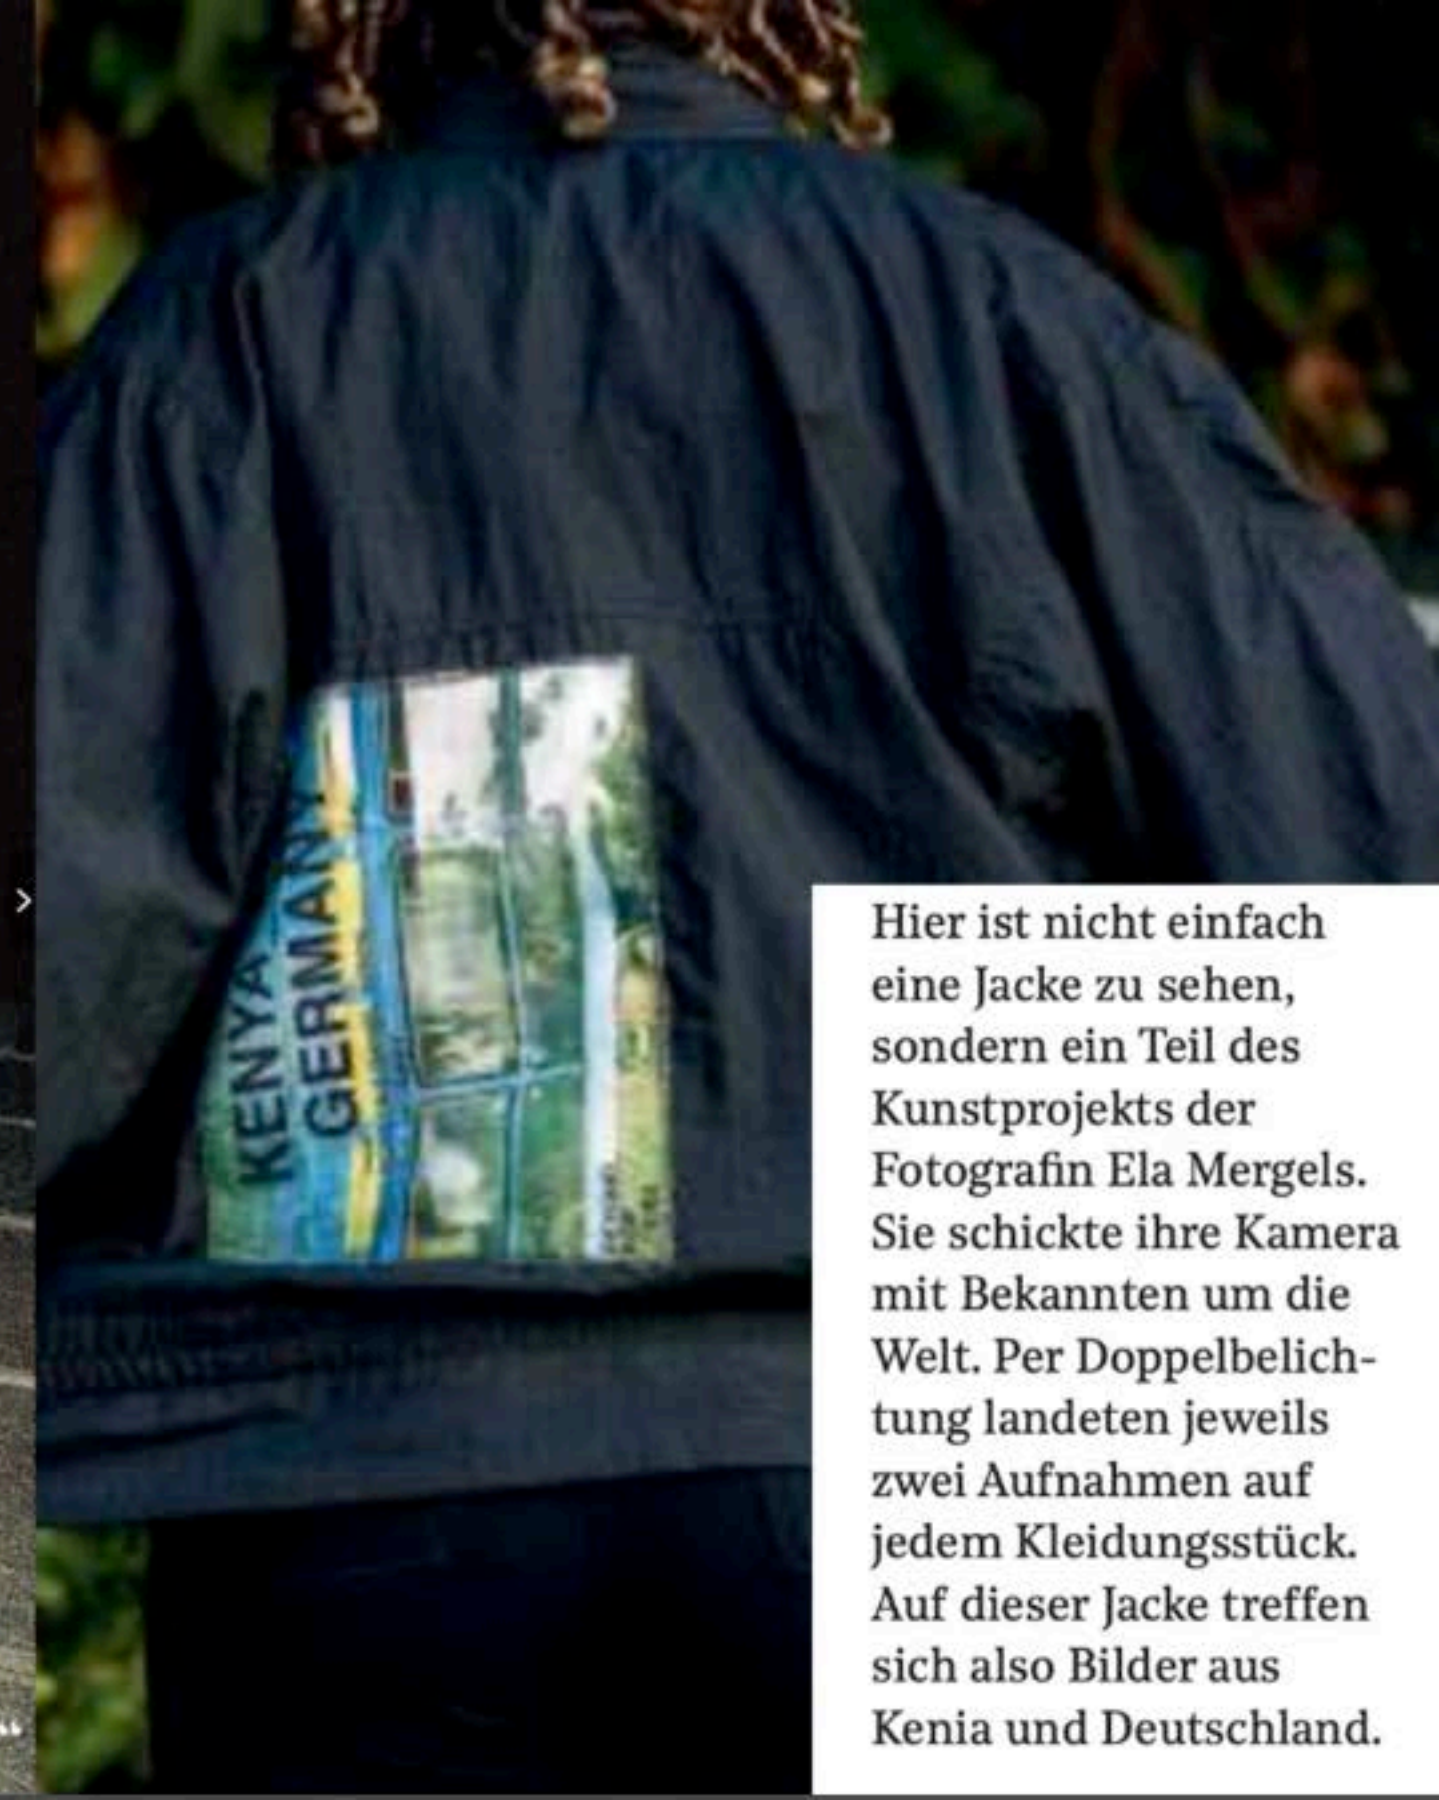 KENYA
GERMANY
Hier ist nicht einfach
eine Jacke zu sehen,
sondern ein Teil des
Kunstprojekts der
Fotografin Ela Mergels.
Sie schickte ihre Kamera
mit Bekannten um die
Welt. Per Doppelbelich-
tung landeten jeweils
zwei Aufnahmen auf
jedem Kleidungsstück.
Auf dieser Jacke treffen
sich also Bilder aus
Kenia und Deutschland.